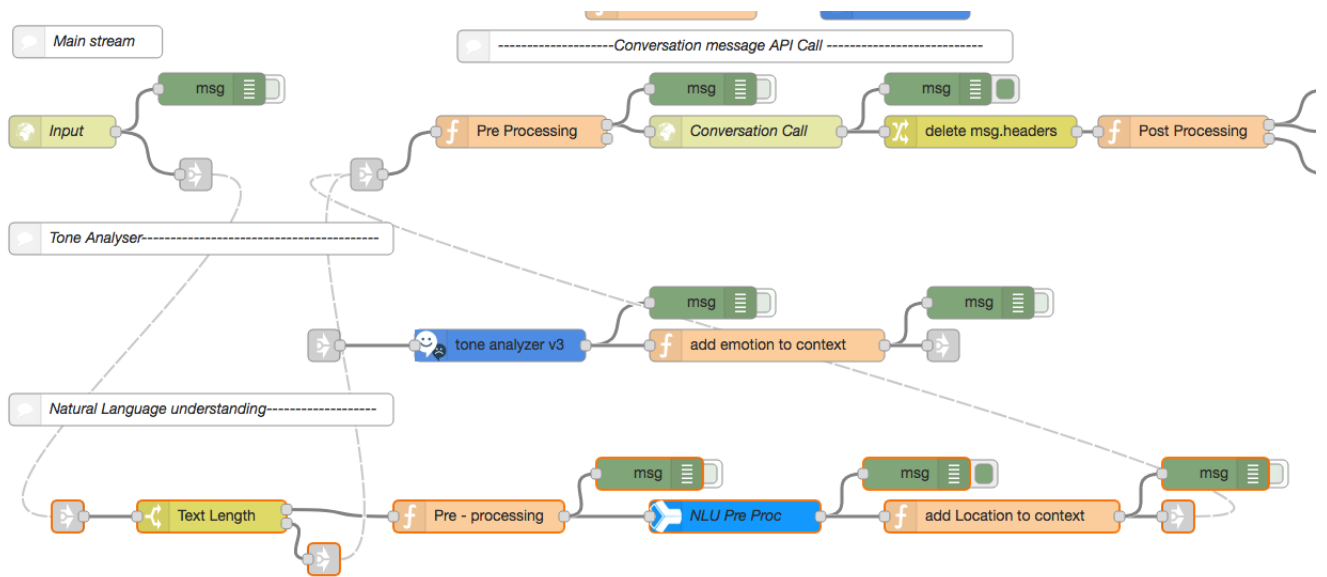 Main stream
--------------------Conversation message API Call ---------------------------
msg
msg
msg
Input
Pre Processing
Conversation Call
delete msg.headers
Post Processing
Tone Analyser-----------------------------------------
msg
msg
tone analyzer v3
add emotion to context
Natural Language understanding-------------------
msg
msg
msg
Text Length
Pre - processing
NLU Pre Proc
add Location to context